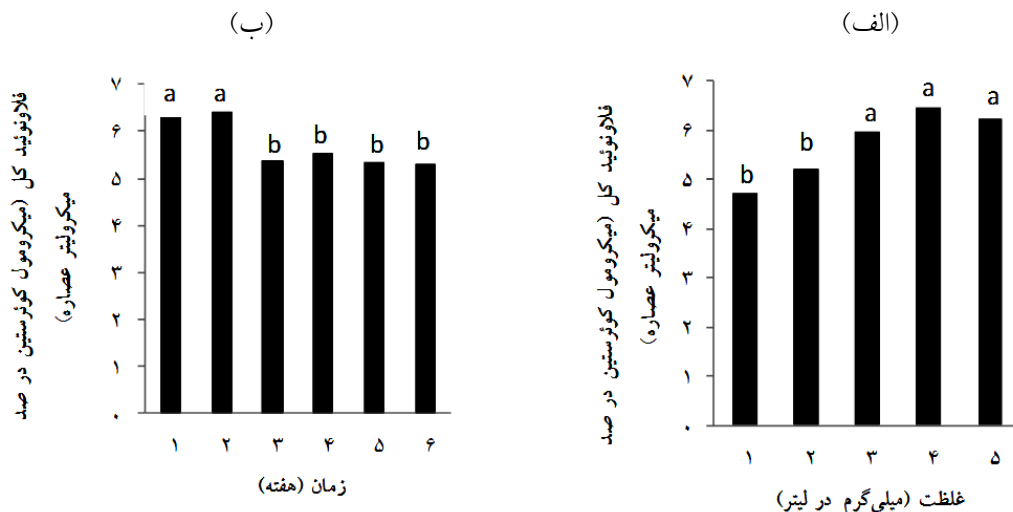 (الف)
فلاونوئید کل (میکرومول کوئرستین در صد
میکرولیتر عصاره)
۷
۶
۵
۴
۳
۲
۱
۰
b
b
a
a
a
۱ ۲ ۳ ۴ ۵
غلظت (میلی‌گرم در لیتر)
(ب)
فلاونوئید کل (میکرومول کوئرستین در صد
میکرولیتر عصاره)
۷
۶
۵
۴
۳
۲
۱
۰
a a
b b b b
۱ ۲ ۳ ۴ ۵ ۶
زمان (هفته)